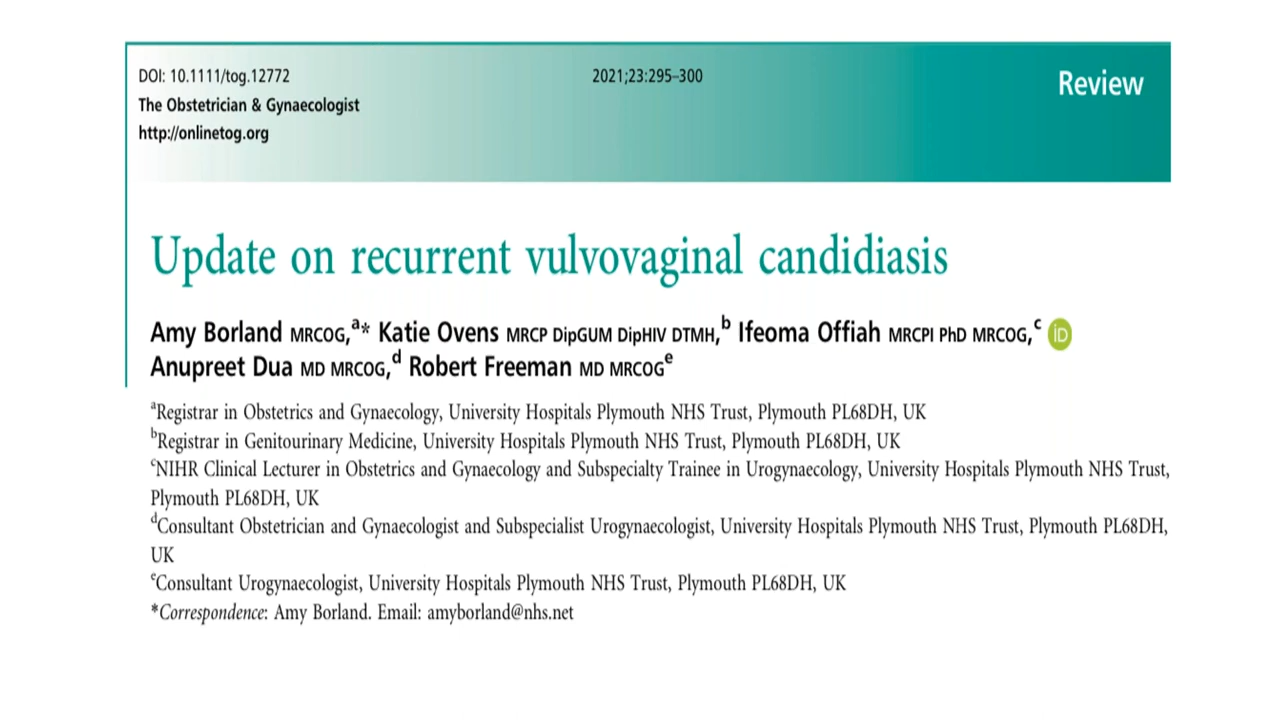 DOI: 10.1111/tog.12772
2021;23:295–300
Review
The Obstetrician & Gynaecologist
http://onlinetog.org
Update on recurrent vulvovaginal candidiasis
Amy Borland MRCOG,a* Katie Ovens MRCP DipGUM DipHIV DTMH,b Ifeoma Offiah MRCPI PhD MRCOG,c iD
Anupreet Dua MD MRCOG,d Robert Freeman MD MRCOGe
aRegistrar in Obstetrics and Gynaecology, University Hospitals Plymouth NHS Trust, Plymouth PL68DH, UK
bRegistrar in Genitourinary Medicine, University Hospitals Plymouth NHS Trust, Plymouth PL68DH, UK
cNIHR Clinical Lecturer in Obstetrics and Gynaecology and Subspecialty Trainee in Urogynaecology, University Hospitals Plymouth NHS Trust,
Plymouth PL68DH, UK
dConsultant Obstetrician and Gynaecologist and Subspecialist Urogynaecologist, University Hospitals Plymouth NHS Trust, Plymouth PL68DH,
UK
eConsultant Urogynaecologist, University Hospitals Plymouth NHS Trust, Plymouth PL68DH, UK
*Correspondence: Amy Borland. Email: amyborland@nhs.net